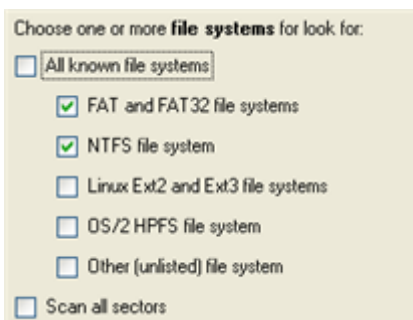 Choose one or more file systems for look for:
All known file systems
FAT and FAT32 file systems
NTFS file system
Linux Ext2 and Ext3 file systems
OS/2 HPFS file system
Other (unlisted) file system
Scan all sectors